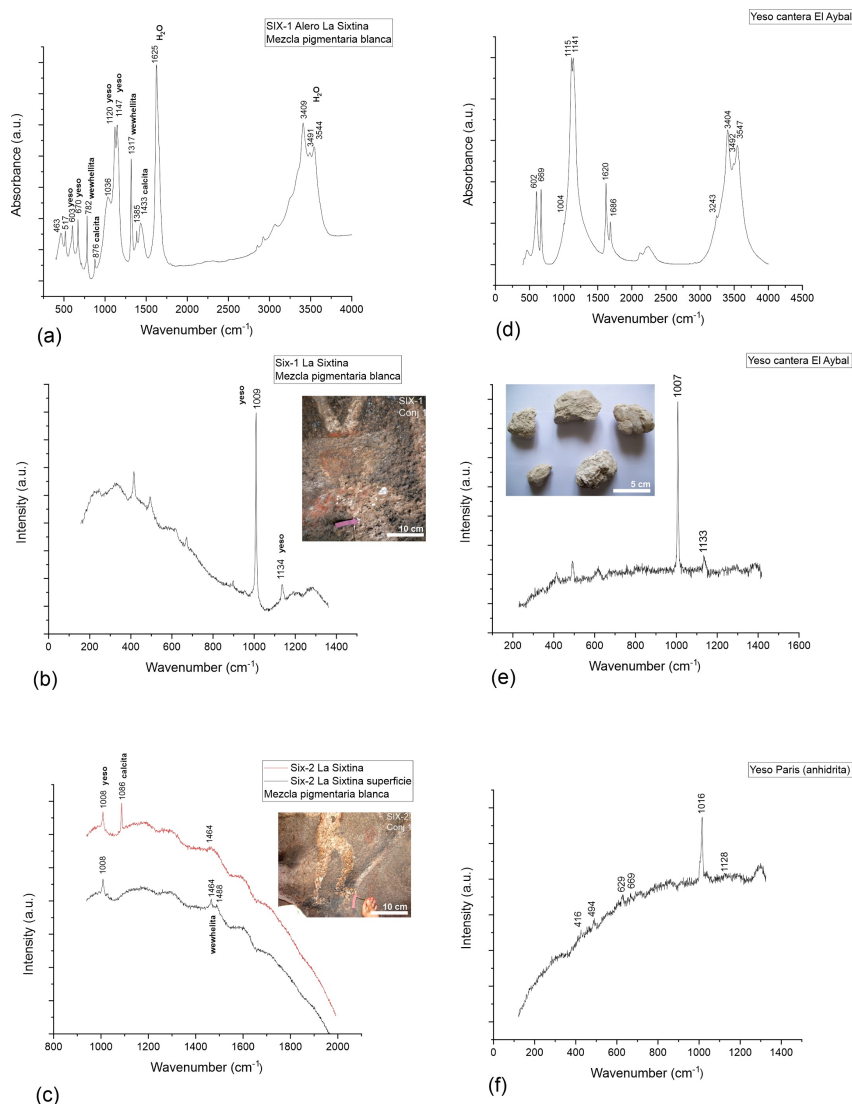 SIX-1 Alero La Sixtina
Mezcla pigmentaria blanca
Absorbance (a.u.)
463
517
603 yeso
670 yeso
782 wewhellita
876 calcita
1036
1120 yeso
1147 yeso
1317 wewhellita
1385
1433 calcita
1625 H₂O
3409
3491
3544
H₂O
500 1000 1500 2000 2500 3000 3500 4000
Wavenumber (cm⁻¹)
(a)
Yeso cantera El Aybal
Absorbance (a.u.)
602
669
1004
1115
1141
1620
1686
3243
3404
3492
3547
0 500 1000 1500 2000 2500 3000 3500 4000 4500
Wavenumber (cm⁻¹)
(d)
Six-1 La Sixtina
Mezcla pigmentaria blanca
Intensity (a.u.)
1009 yeso
1134 yeso
SIX-1
Conj 1
10 cm
0 200 400 600 800 1000 1200 1400
Wavenumber (cm⁻¹)
(b)
Yeso cantera El Aybal
Intensity (a.u.)
1007
1133
5 cm
200 400 600 800 1000 1200 1400 1600
Wavenumber (cm⁻¹)
(e)
Six-2 La Sixtina
Six-2 La Sixtina superficie
Mezcla pigmentaria blanca
Intensity (a.u.)
1008 yeso
1086 calcita
1464
1008
1464
1488
wewhelita
SIX-2
Conj 1
10 cm
800 1000 1200 1400 1600 1800 2000
Wavenumber (cm⁻¹)
(c)
Yeso Paris (anhidrita)
Intensity (a.u.)
416
494
629
669
1016
1128
0 200 400 600 800 1000 1200 1400
Wavenumber (cm⁻¹)
(f)